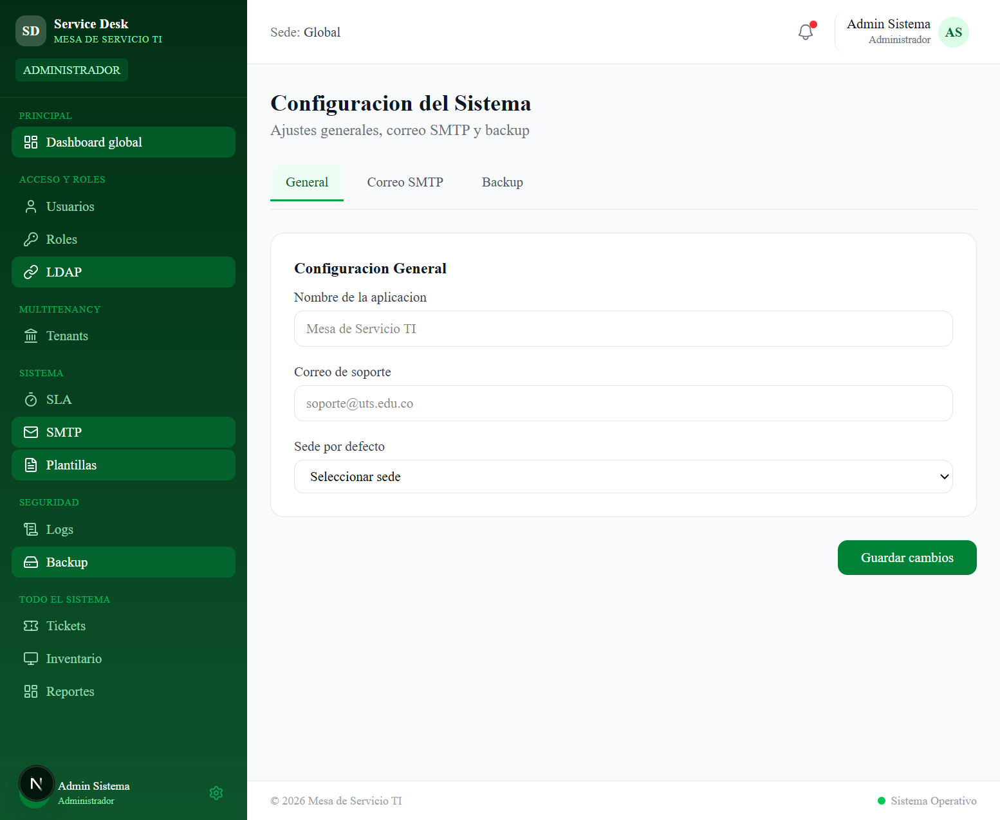 SD
Service Desk
MESA DE SERVICIO TI
ADMINISTRADOR
PRINCIPAL
Dashboard global
ACCESO Y ROLES
Usuarios
Roles
LDAP
MULTITENANCY
Tenants
SISTEMA
SLA
SMTP
Plantillas
SEGURIDAD
Logs
Backup
TODO EL SISTEMA
Tickets
Inventario
Reportes
N
Admin Sistema
Administrador
Sede: Global
Admin Sistema
Administrador
AS
Configuracion del Sistema
Ajustes generales, correo SMTP y backup
General Correo SMTP Backup
Configuracion General
Nombre de la aplicacion
Mesa de Servicio TI
Correo de soporte
soporte@uts.edu.co
Sede por defecto
Seleccionar sede
Guardar cambios
© 2026 Mesa de Servicio TI
Sistema Operativo